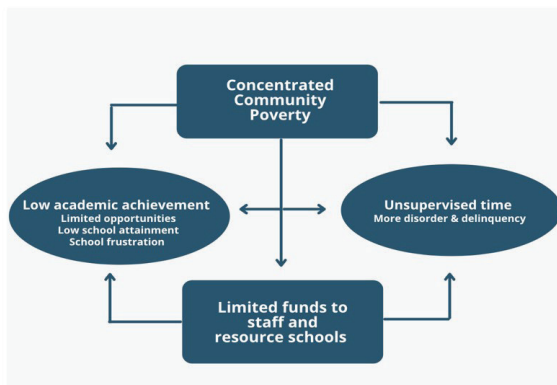 Concentrated
Community
Poverty
Low academic achievement
Limited opportunities
Low school attainment
School frustration
Unsupervised time
More disorder & delinquency
Limited funds to
staff and
resource schools